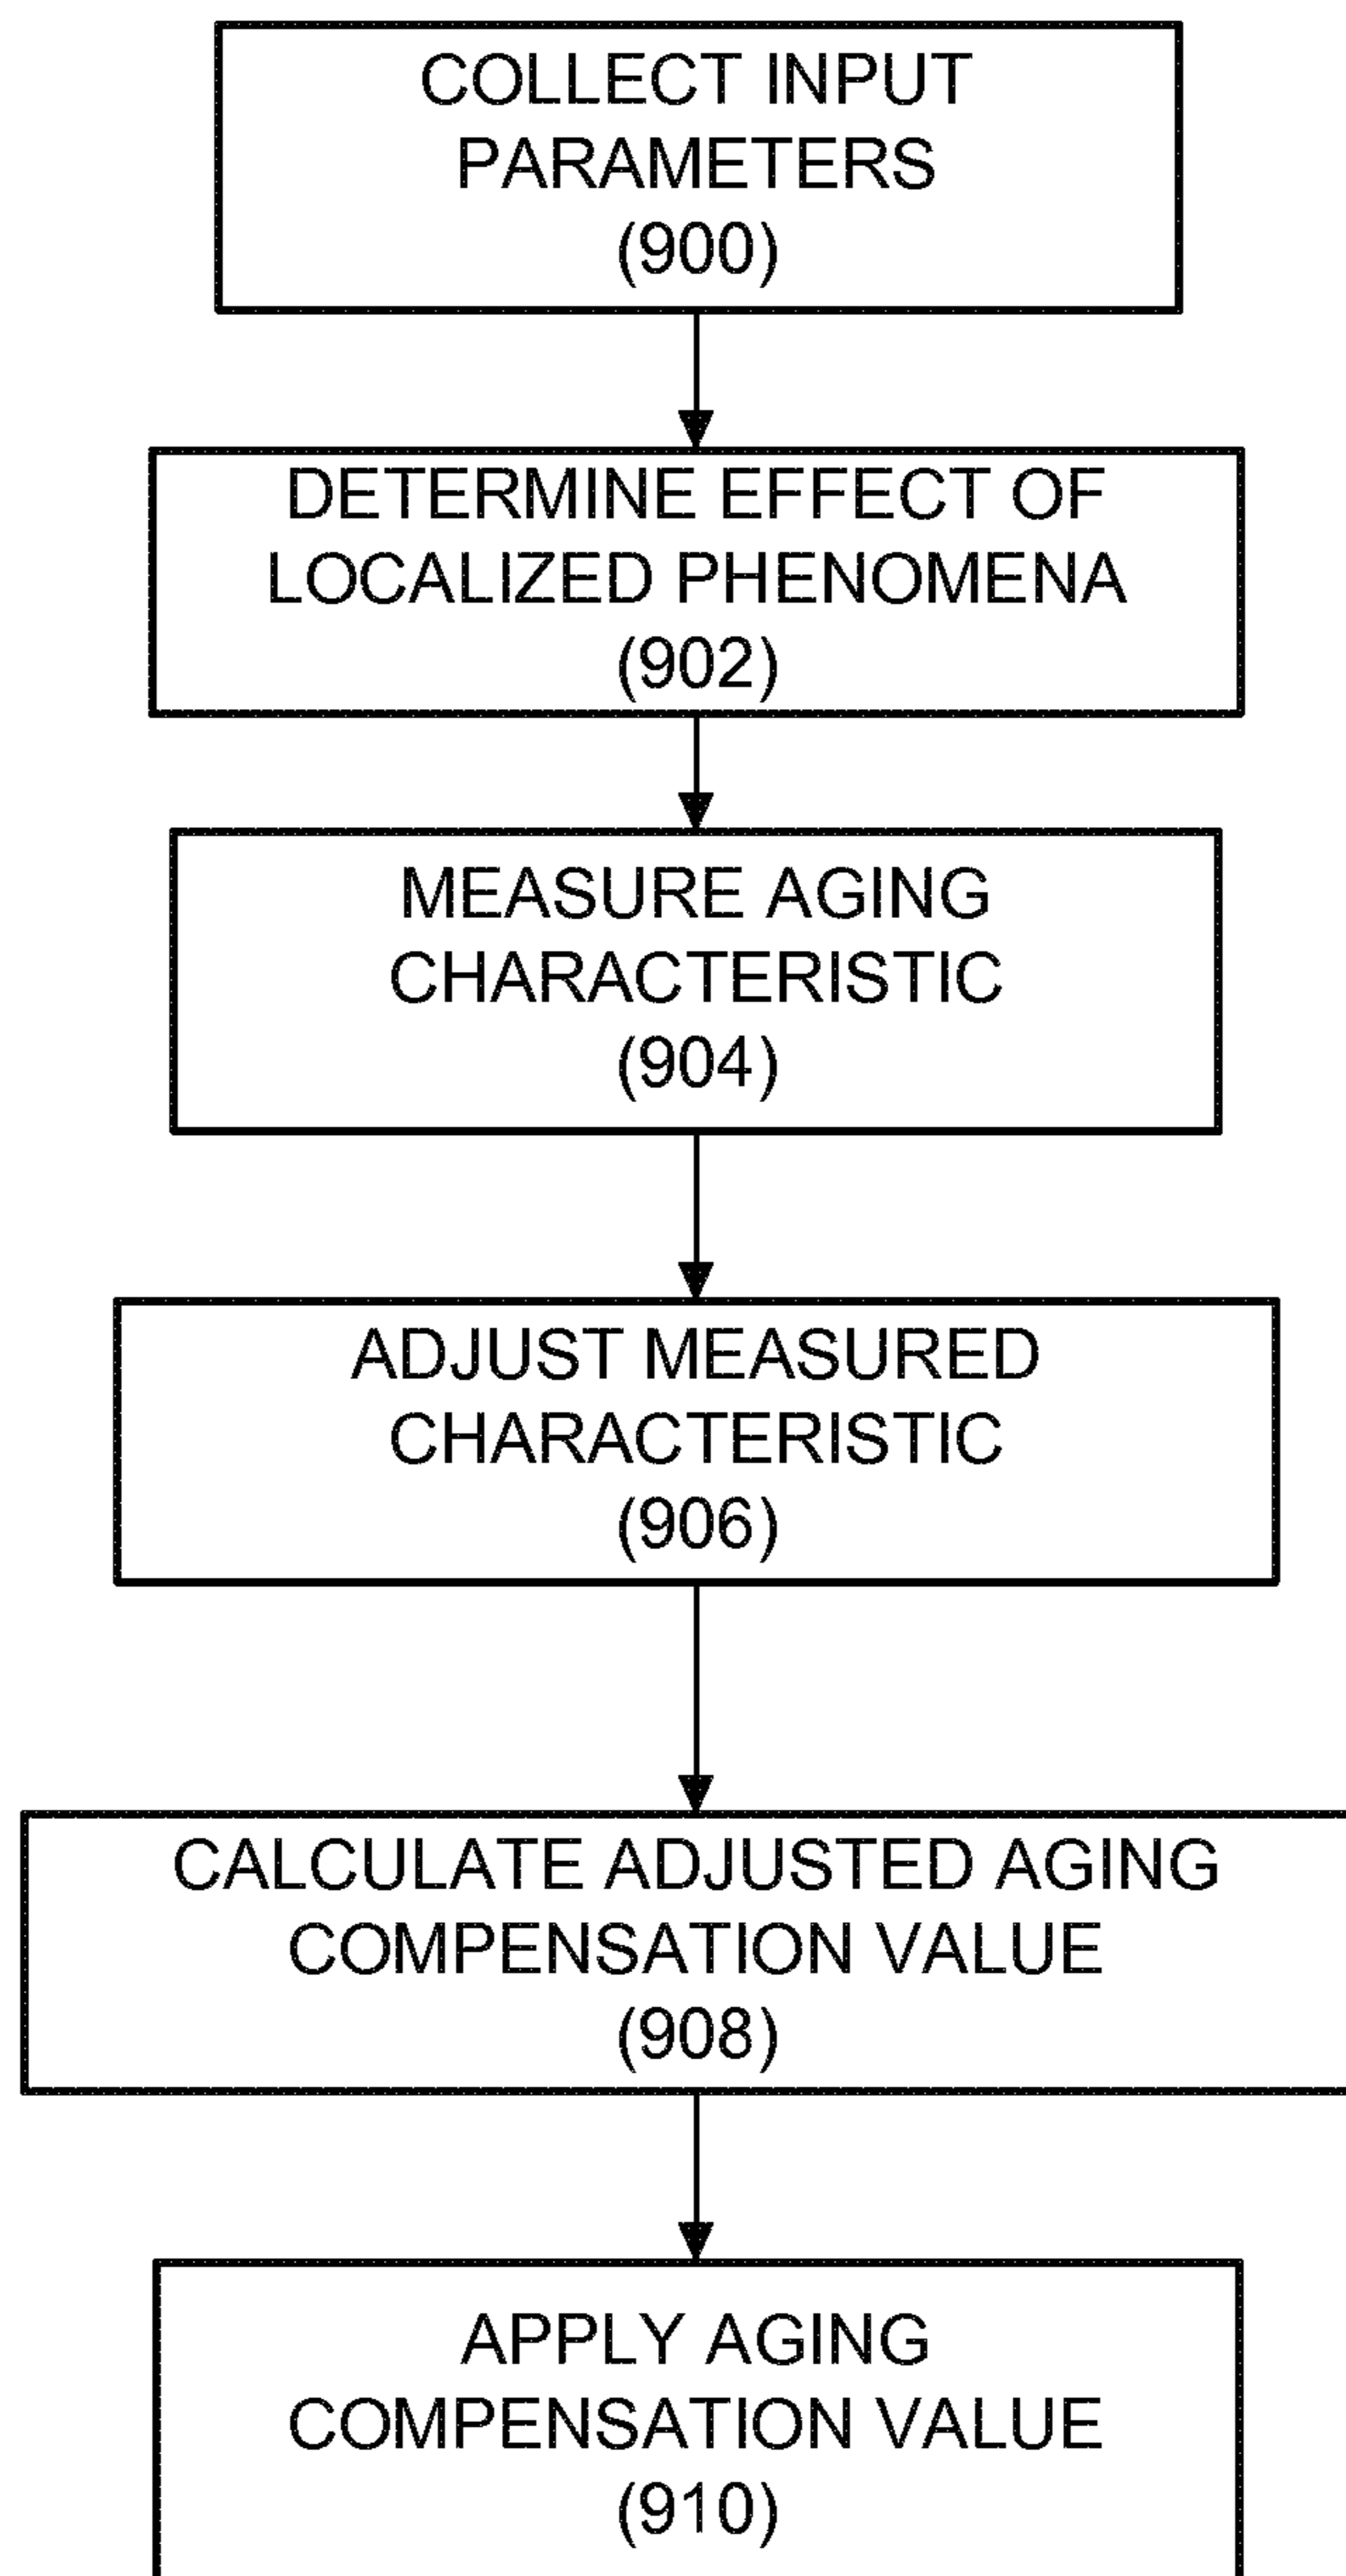 COLLECT INPUT
PARAMETERS
(900)
DETERMINE EFFECT OF
LOCALIZED PHENOMENA
(902)
MEASURE AGING
CHARACTERISTIC
(904)
ADJUST MEASURED
CHARACTERISTIC
(906)
CALCULATE ADJUSTED AGING
COMPENSATION VALUE
(908)
APPLY AGING
COMPENSATION VALUE
(910)